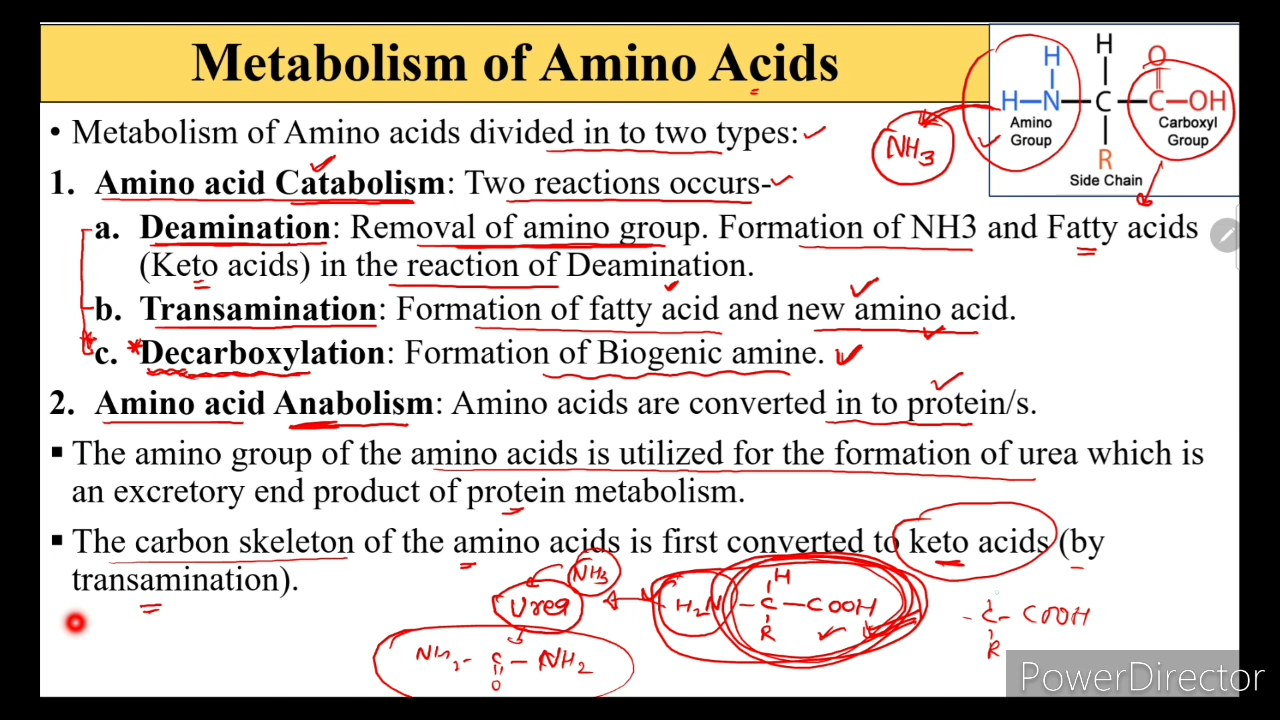 Metabolism of Amino Acids
H
H
O
H-N-C-C-OH
Amino
Group
Carboxyl
Group
R
Side Chain
NH3
• Metabolism of Amino acids divided in to two types:
1. Amino acid Catabolism: Two reactions occurs-
a. Deamination: Removal of amino group. Formation of NH3 and Fatty acids
(Keto acids) in the reaction of Deamination.
b. Transamination: Formation of fatty acid and new amino acid.
c. *Decarboxylation: Formation of Biogenic amine.
2. Amino acid Anabolism: Amino acids are converted in to protein/s.
▪ The amino group of the amino acids is utilized for the formation of urea which is
an excretory end product of protein metabolism.
▪ The carbon skeleton of the amino acids is first converted to keto acids (by
transamination).
NH3
H
Urea
H2N-C-COOH
R
-C-COOH
R
NH2-C-NH2
O
PowerDirector